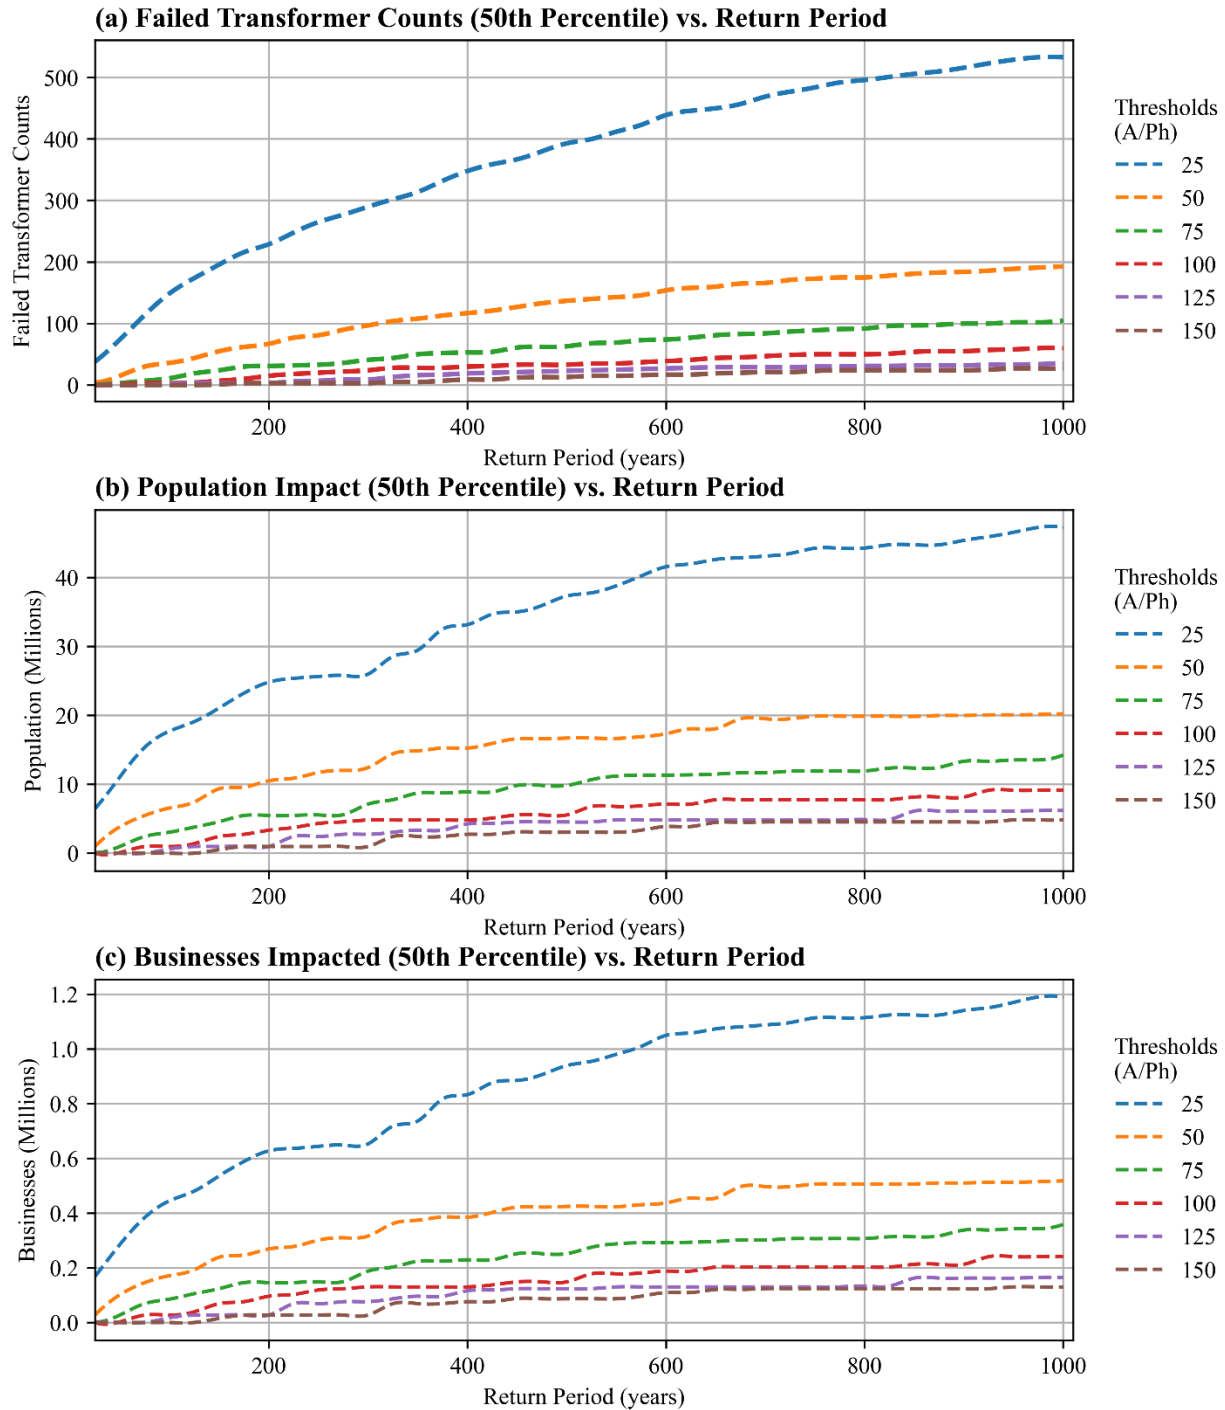 (a) Failed Transformer Counts (50th Percentile) vs. Return Period
500
400
300
200
100
0
Failed Transformer Counts
200 400 600 800 1000
Return Period (years)
Thresholds
(A/Ph)
25
50
75
100
125
150
(b) Population Impact (50th Percentile) vs. Return Period
40
30
20
10
0
Population (Millions)
200 400 600 800 1000
Return Period (years)
Thresholds
(A/Ph)
25
50
75
100
125
150
(c) Businesses Impacted (50th Percentile) vs. Return Period
1.2
1.0
0.8
0.6
0.4
0.2
0.0
Businesses (Millions)
200 400 600 800 1000
Return Period (years)
Thresholds
(A/Ph)
25
50
75
100
125
150